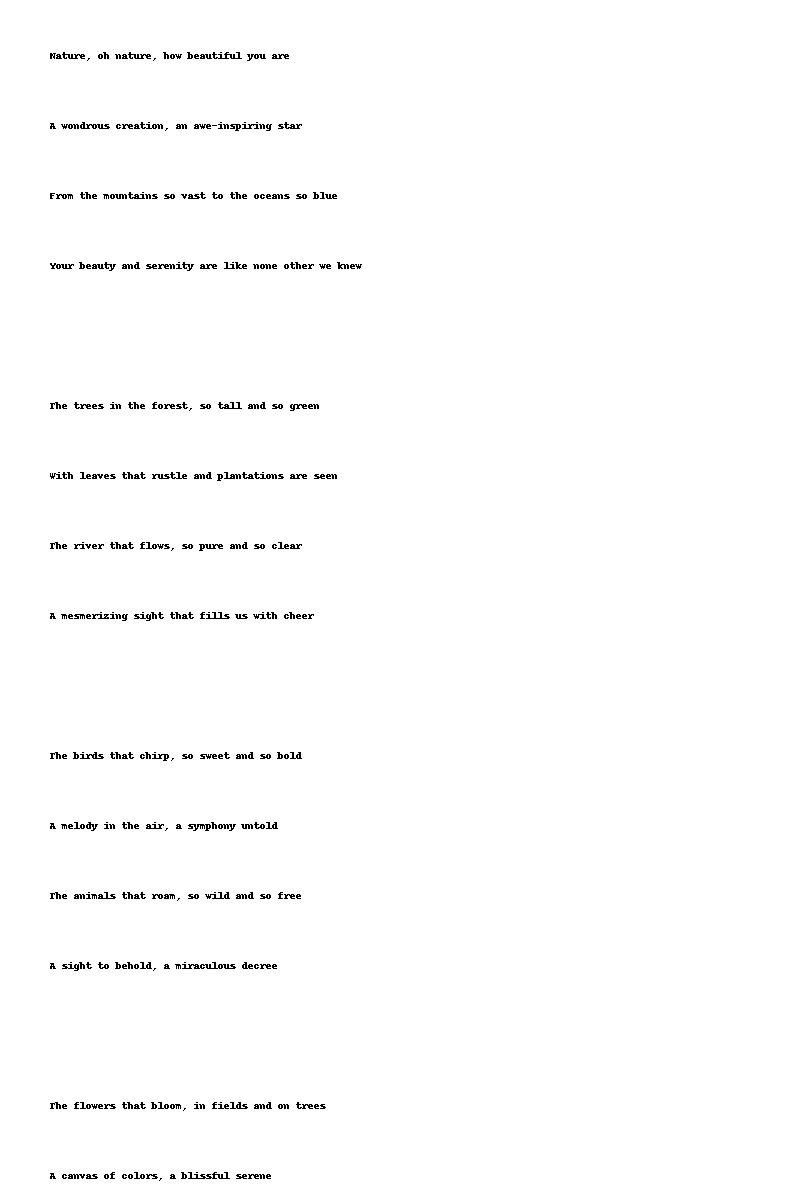 Nature, oh nature, how beautiful you are
A wondrous creation, an awe-inspiring star
From the mountains so vast to the oceans so blue
Your beauty and serenity are like none other we knew
The trees in the forest, so tall and so green
With leaves that rustle and plantations are seen
The river that flows, so pure and so clear
A mesmerizing sight that fills us with cheer
The birds that chirp, so sweet and so bold
A melody in the air, a symphony untold
The animals that roam, so wild and so free
A sight to behold, a miraculous decree
The flowers that bloom, in fields and on trees
A canvas of colors, a blissful serene